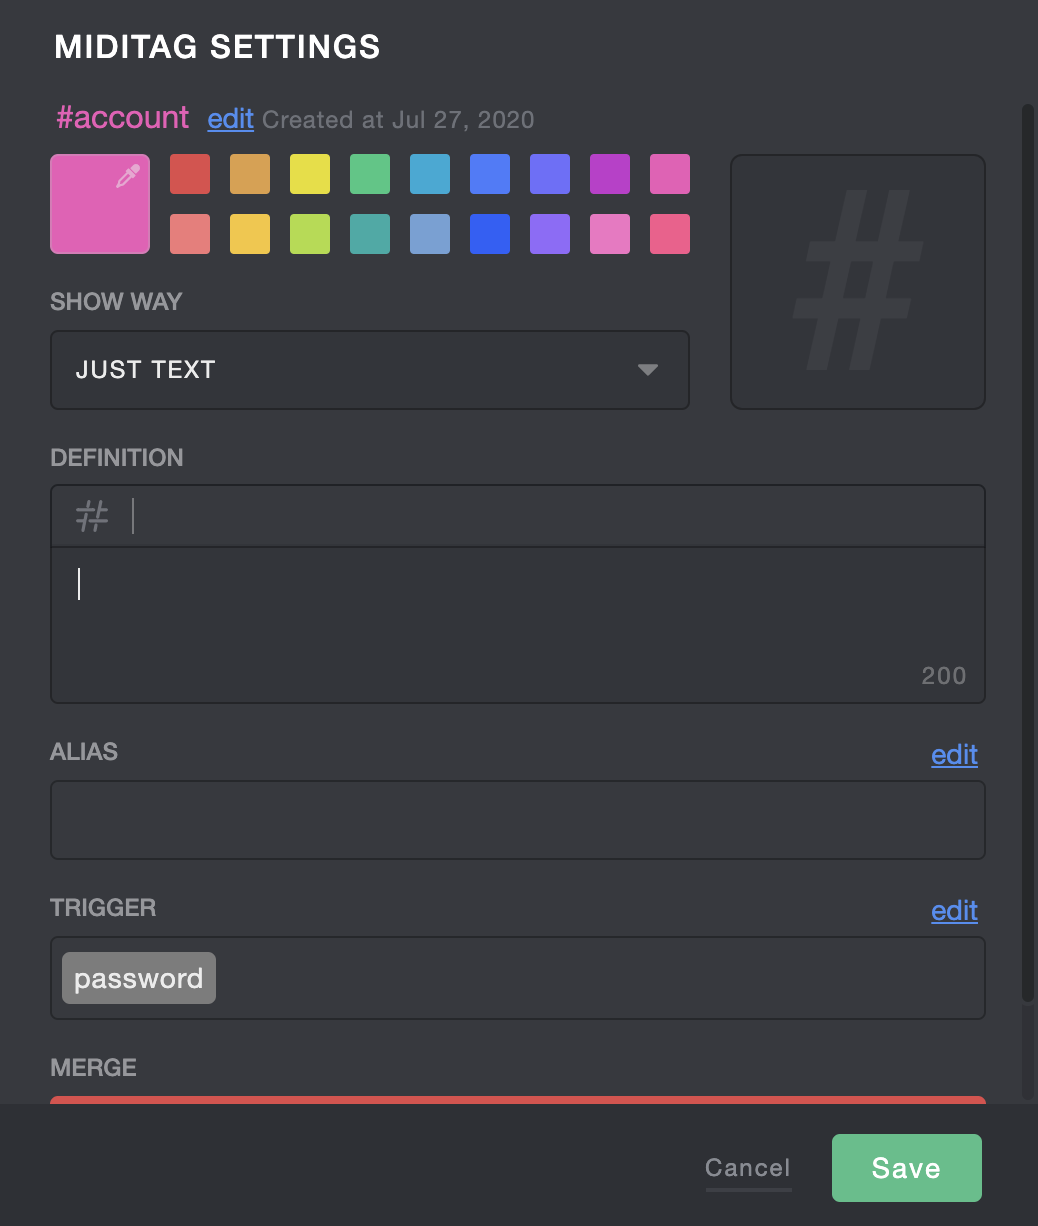 MIDITAG SETTINGS
#account edit Created at Jul 27, 2020
#
SHOW WAY
JUST TEXT
DEFINITION
#
200
ALIAS edit
TRIGGER edit
password
MERGE
Cancel Save